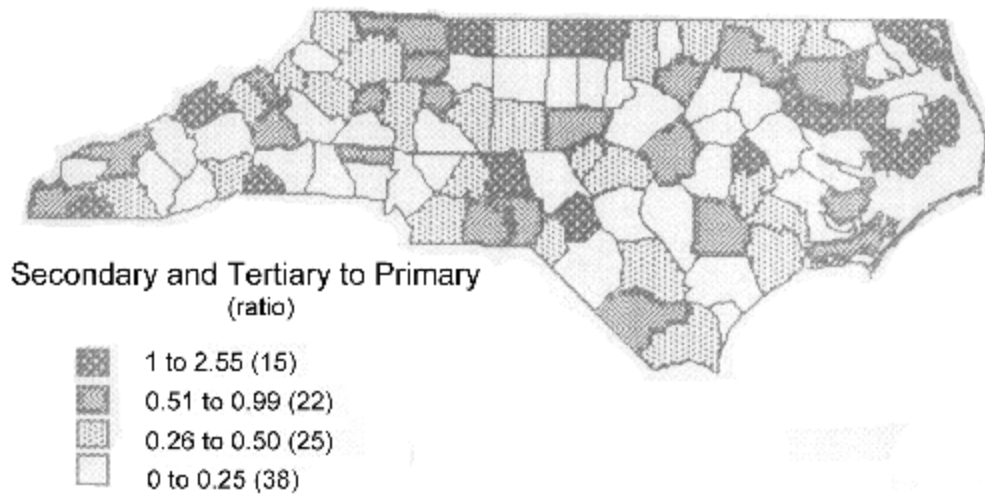 Secondary and Tertiary to Primary
(ratio)
1 to 2.55 (15)
0.51 to 0.99 (22)
0.26 to 0.50 (25)
0 to 0.25 (38)